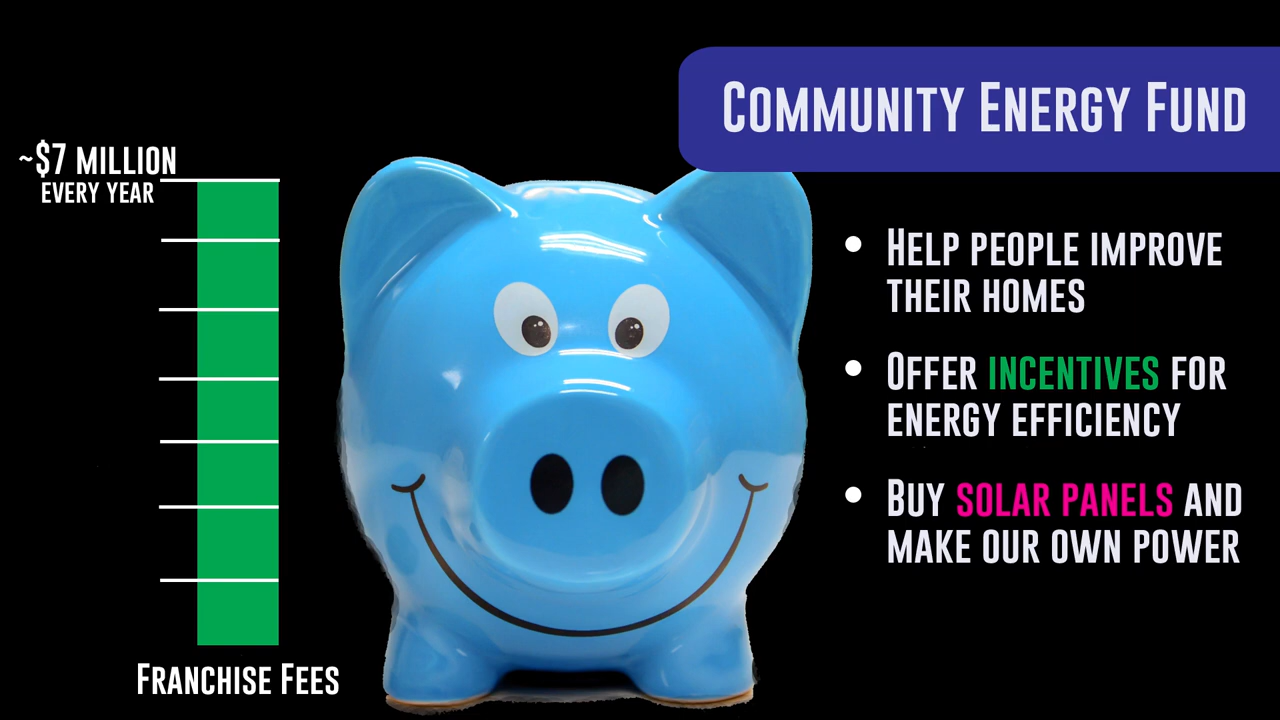 Community Energy Fund
~$7 million
every year
Help people improve
their homes
Offer incentives for
energy efficiency
Buy solar panels and
make our own power
Franchise Fees